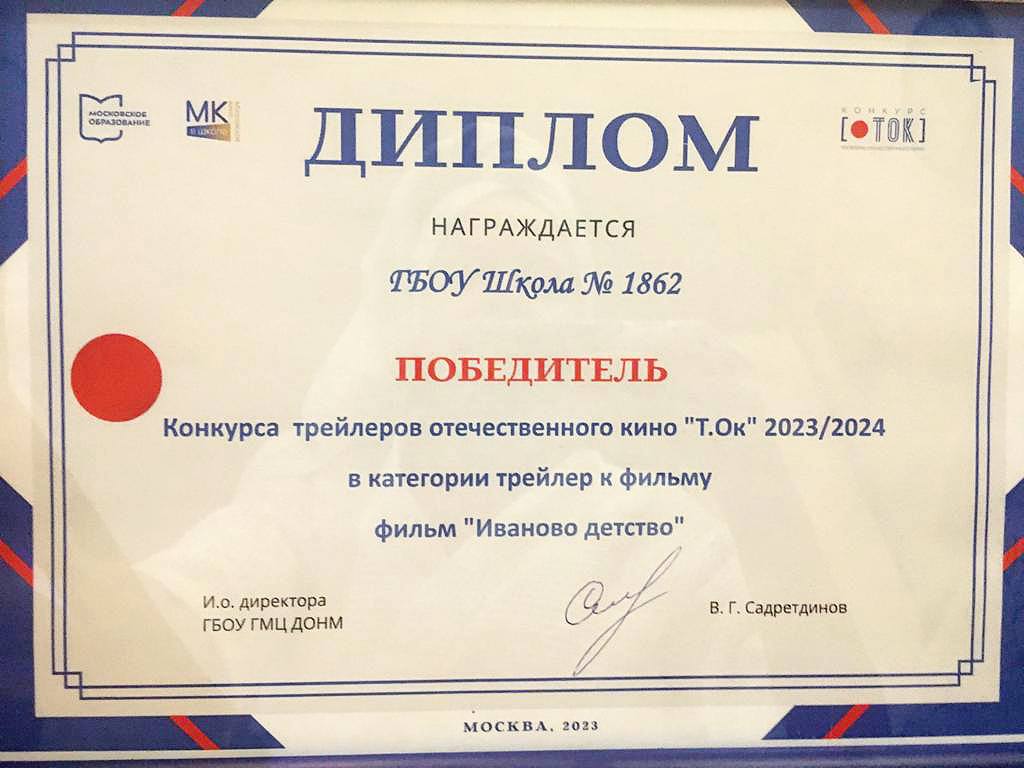 МОСКОВСКОЕ
ОБРАЗОВАНИЕ
МК
В ШКОЛЕ
КОНКУРС
[•ТОК]
ДИПЛОМ
НАГРАЖДАЕТСЯ
ГБОУ Школа № 1862
ПОБЕДИТЕЛЬ
Конкурса трейлеров отечественного кино "Т.Ок" 2023/2024
в категории трейлер к фильму
фильм "Иваново детство"
И.о. директора
ГБОУ ГМЦ ДОНМ
В. Г. Садретдинов
МОСКВА, 2023